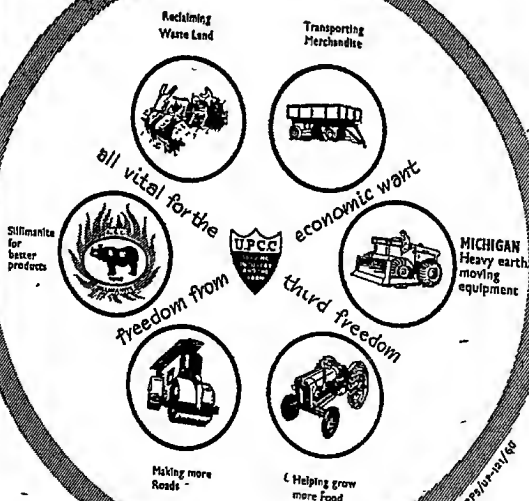 Reclaiming
Waste Land
Transporting
Merchandise
all vital for the
third freedom
freedom from
economic want
Sillimanite
for
better
products
U.P.C.C
MICHIGAN
Heavy earth
moving
equipment
Making more
Roads
Helping grow
more Food